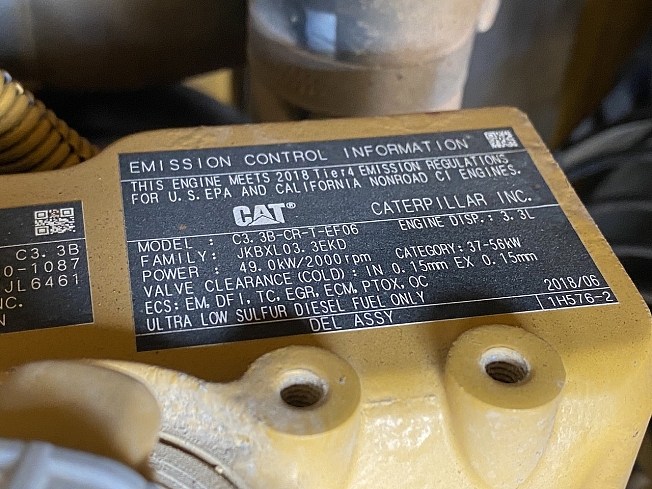 EMISSION CONTROL INFORMATION
THIS ENGINE MEETS 2018 Tier4 EMISSION REGULATIONS
FOR U.S. EPA AND CALIFORNIA NONROAD CI ENGINES.
CAT® CATERPILLAR INC.
MODEL : C3.3B-CR-T-EF06 ENGINE DISP.: 3.3L
FAMILY: JKBXL03.3EKD
POWER : 49.0kW/2000rpm CATEGORY: 37-56kW
VALVE CLEARANCE (COLD) : IN 0.15mm EX 0.15mm
ECS: EM, DFI, TC, EGR, ECM, PTOX, OC 2018/06
ULTRA LOW SULFUR DIESEL FUEL ONLY 1H576-2
DEL ASSY
C3.3B
0-1087
JL6461
NC.
N